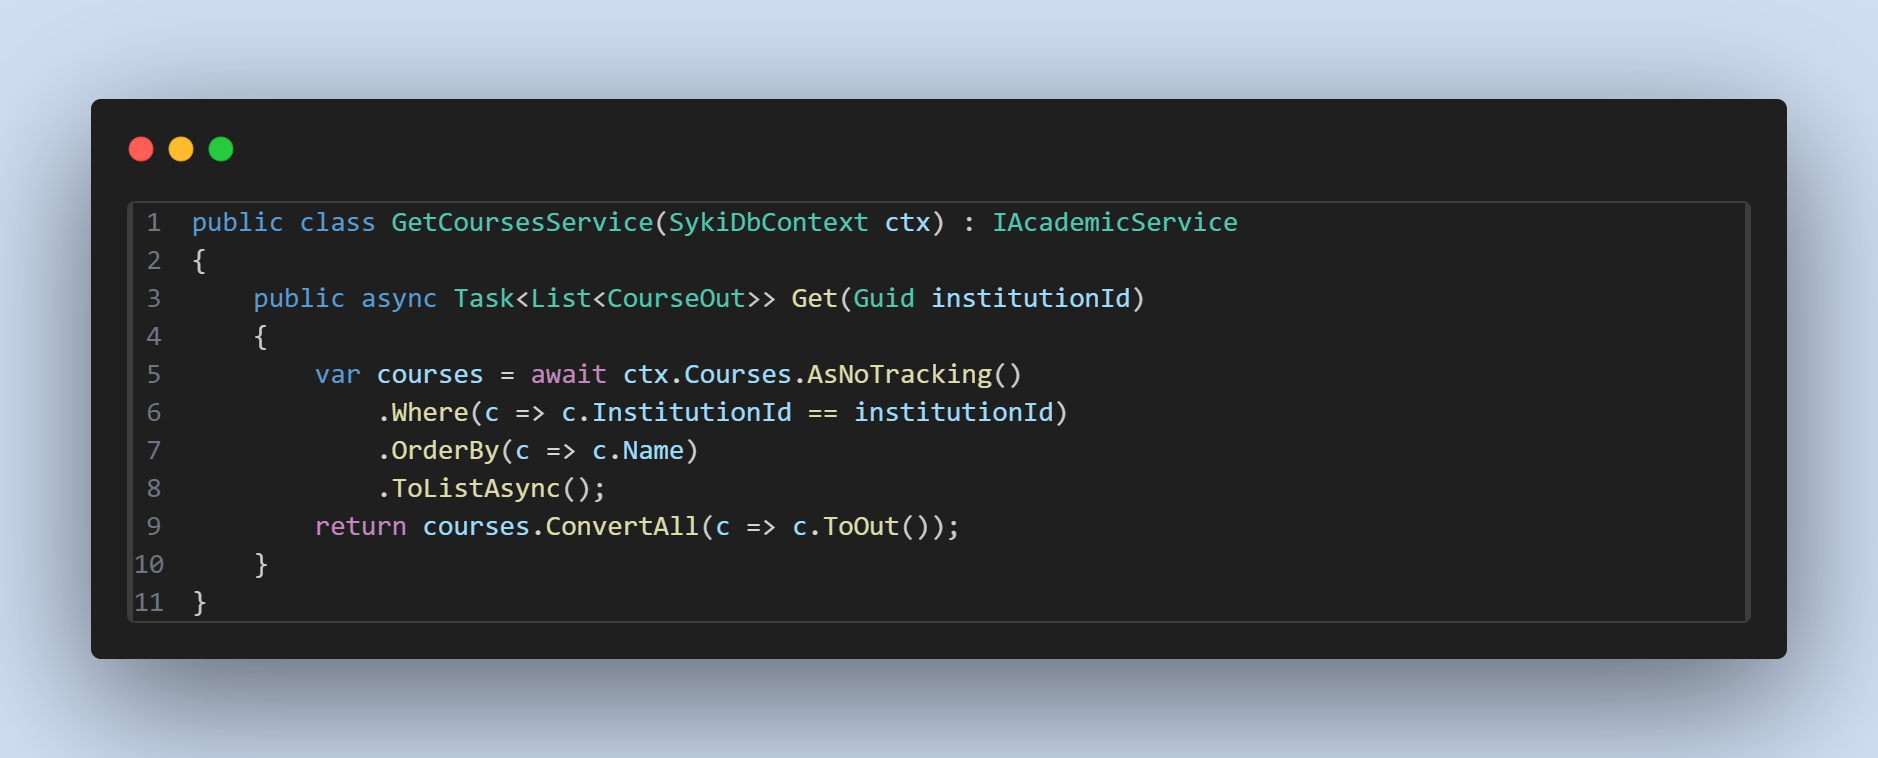 1 public class GetCoursesService(SykiDbContext ctx) : IAcademicService
2 {
3     public async Task<List<CourseOut>> Get(Guid institutionId)
4     {
5         var courses = await ctx.Courses.AsNoTracking()
6             .Where(c => c.InstitutionId == institutionId)
7             .OrderBy(c => c.Name)
8             .ToListAsync();
9         return courses.ConvertAll(c => c.ToOut());
10     }
11 }